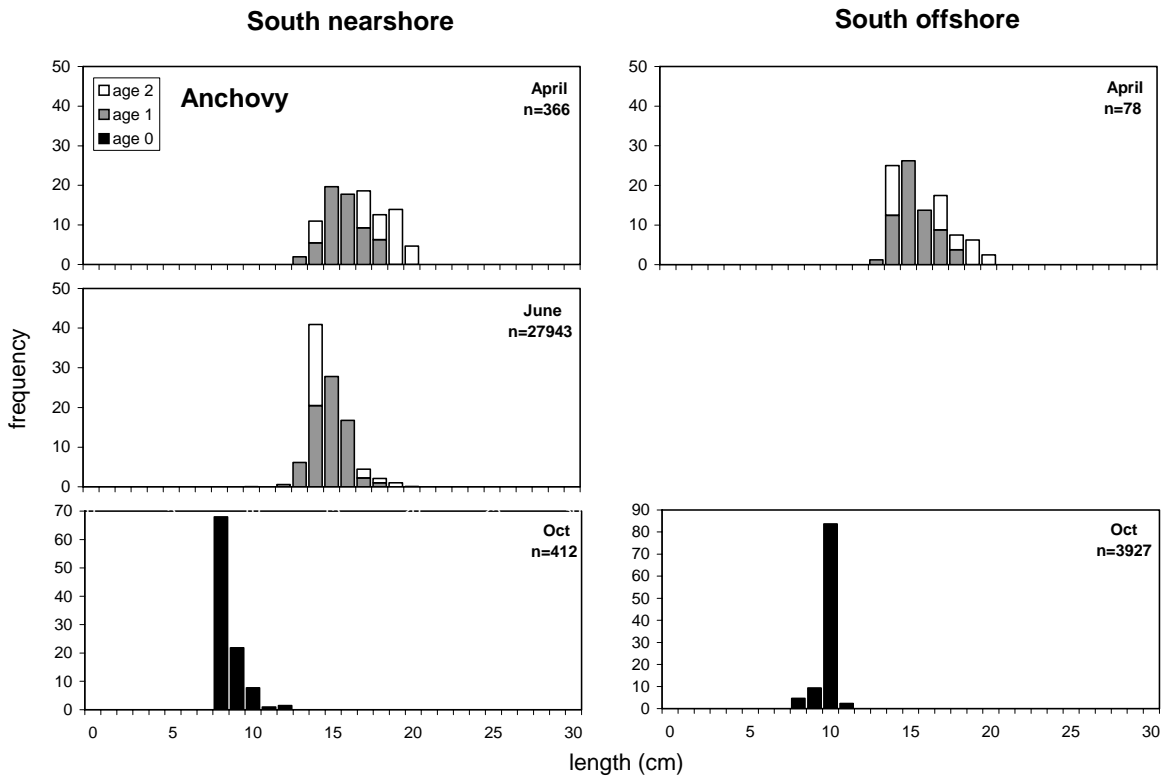 South nearshore
South offshore
50
40
30
20
10
0
age 2
age 1
age 0
Anchovy
April
n=366
50
40
30
20
10
0
April
n=78
frequency
50
40
30
20
10
0
June
n=27943
70
60
50
40
30
20
10
0
Oct
n=412
0 5 10 15 20 25 30
90
80
70
60
50
40
30
20
10
0
Oct
n=3927
0 5 10 15 20 25 30
length (cm)